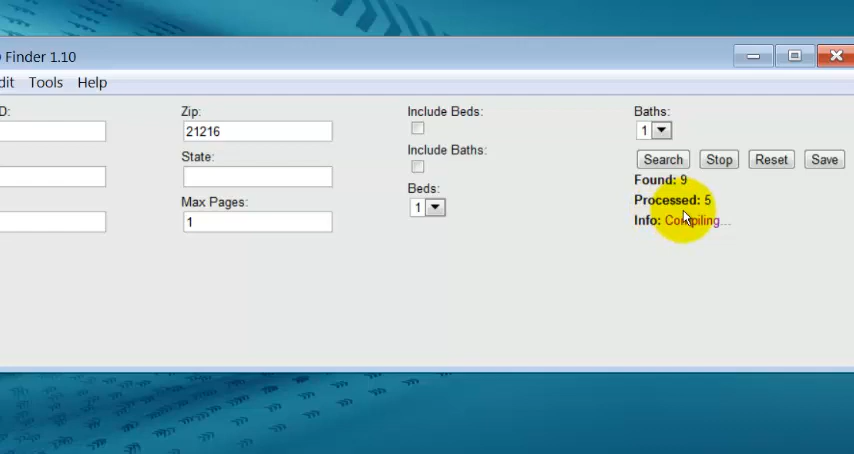 Finder 1.10
dit Tools Help
D:
Zip:
21216
State:
Max Pages:
1
Include Beds:
Include Baths:
Beds:
1
Baths:
1
Search Stop Reset Save
Found: 9
Processed: 5
Info: Compiling...